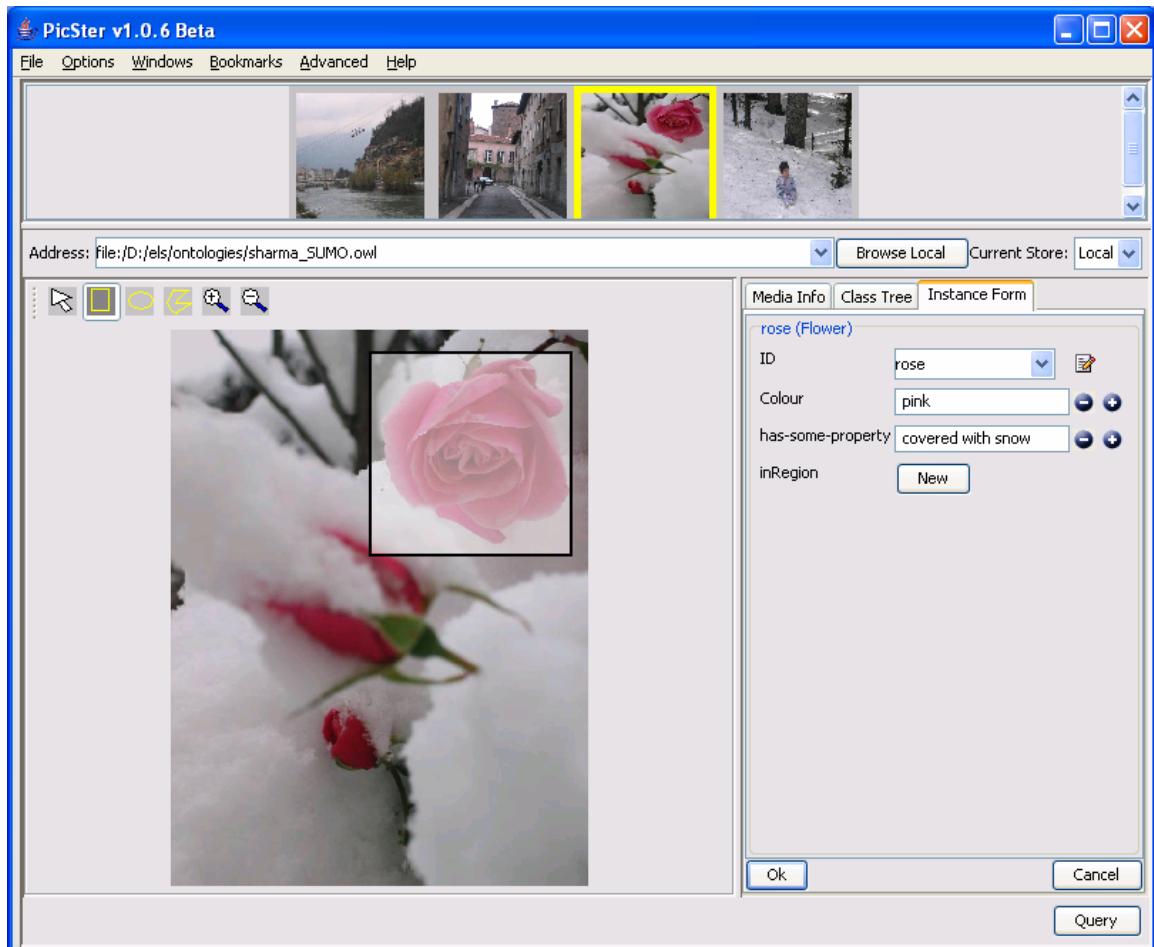 PicSter v1.0.6 Beta
File Options Windows Bookmarks Advanced Help
Address: file:/D:/els/ontologies/sharma_SUMO.owl Browse Local Current Store: Local
Media Info Class Tree Instance Form
rose (Flower)
ID rose
Colour pink
has-some-property covered with snow
inRegion New
Ok Cancel
Query